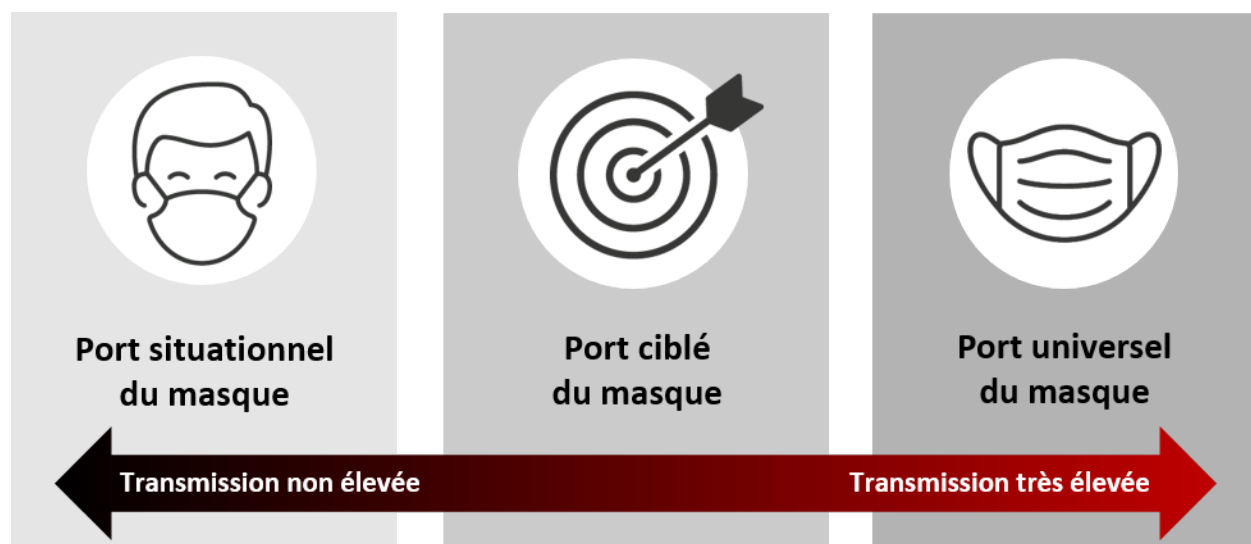 Port situationnel
du masque
Port ciblé
du masque
Port universel
du masque
Transmission non élevée
Transmission très élevée